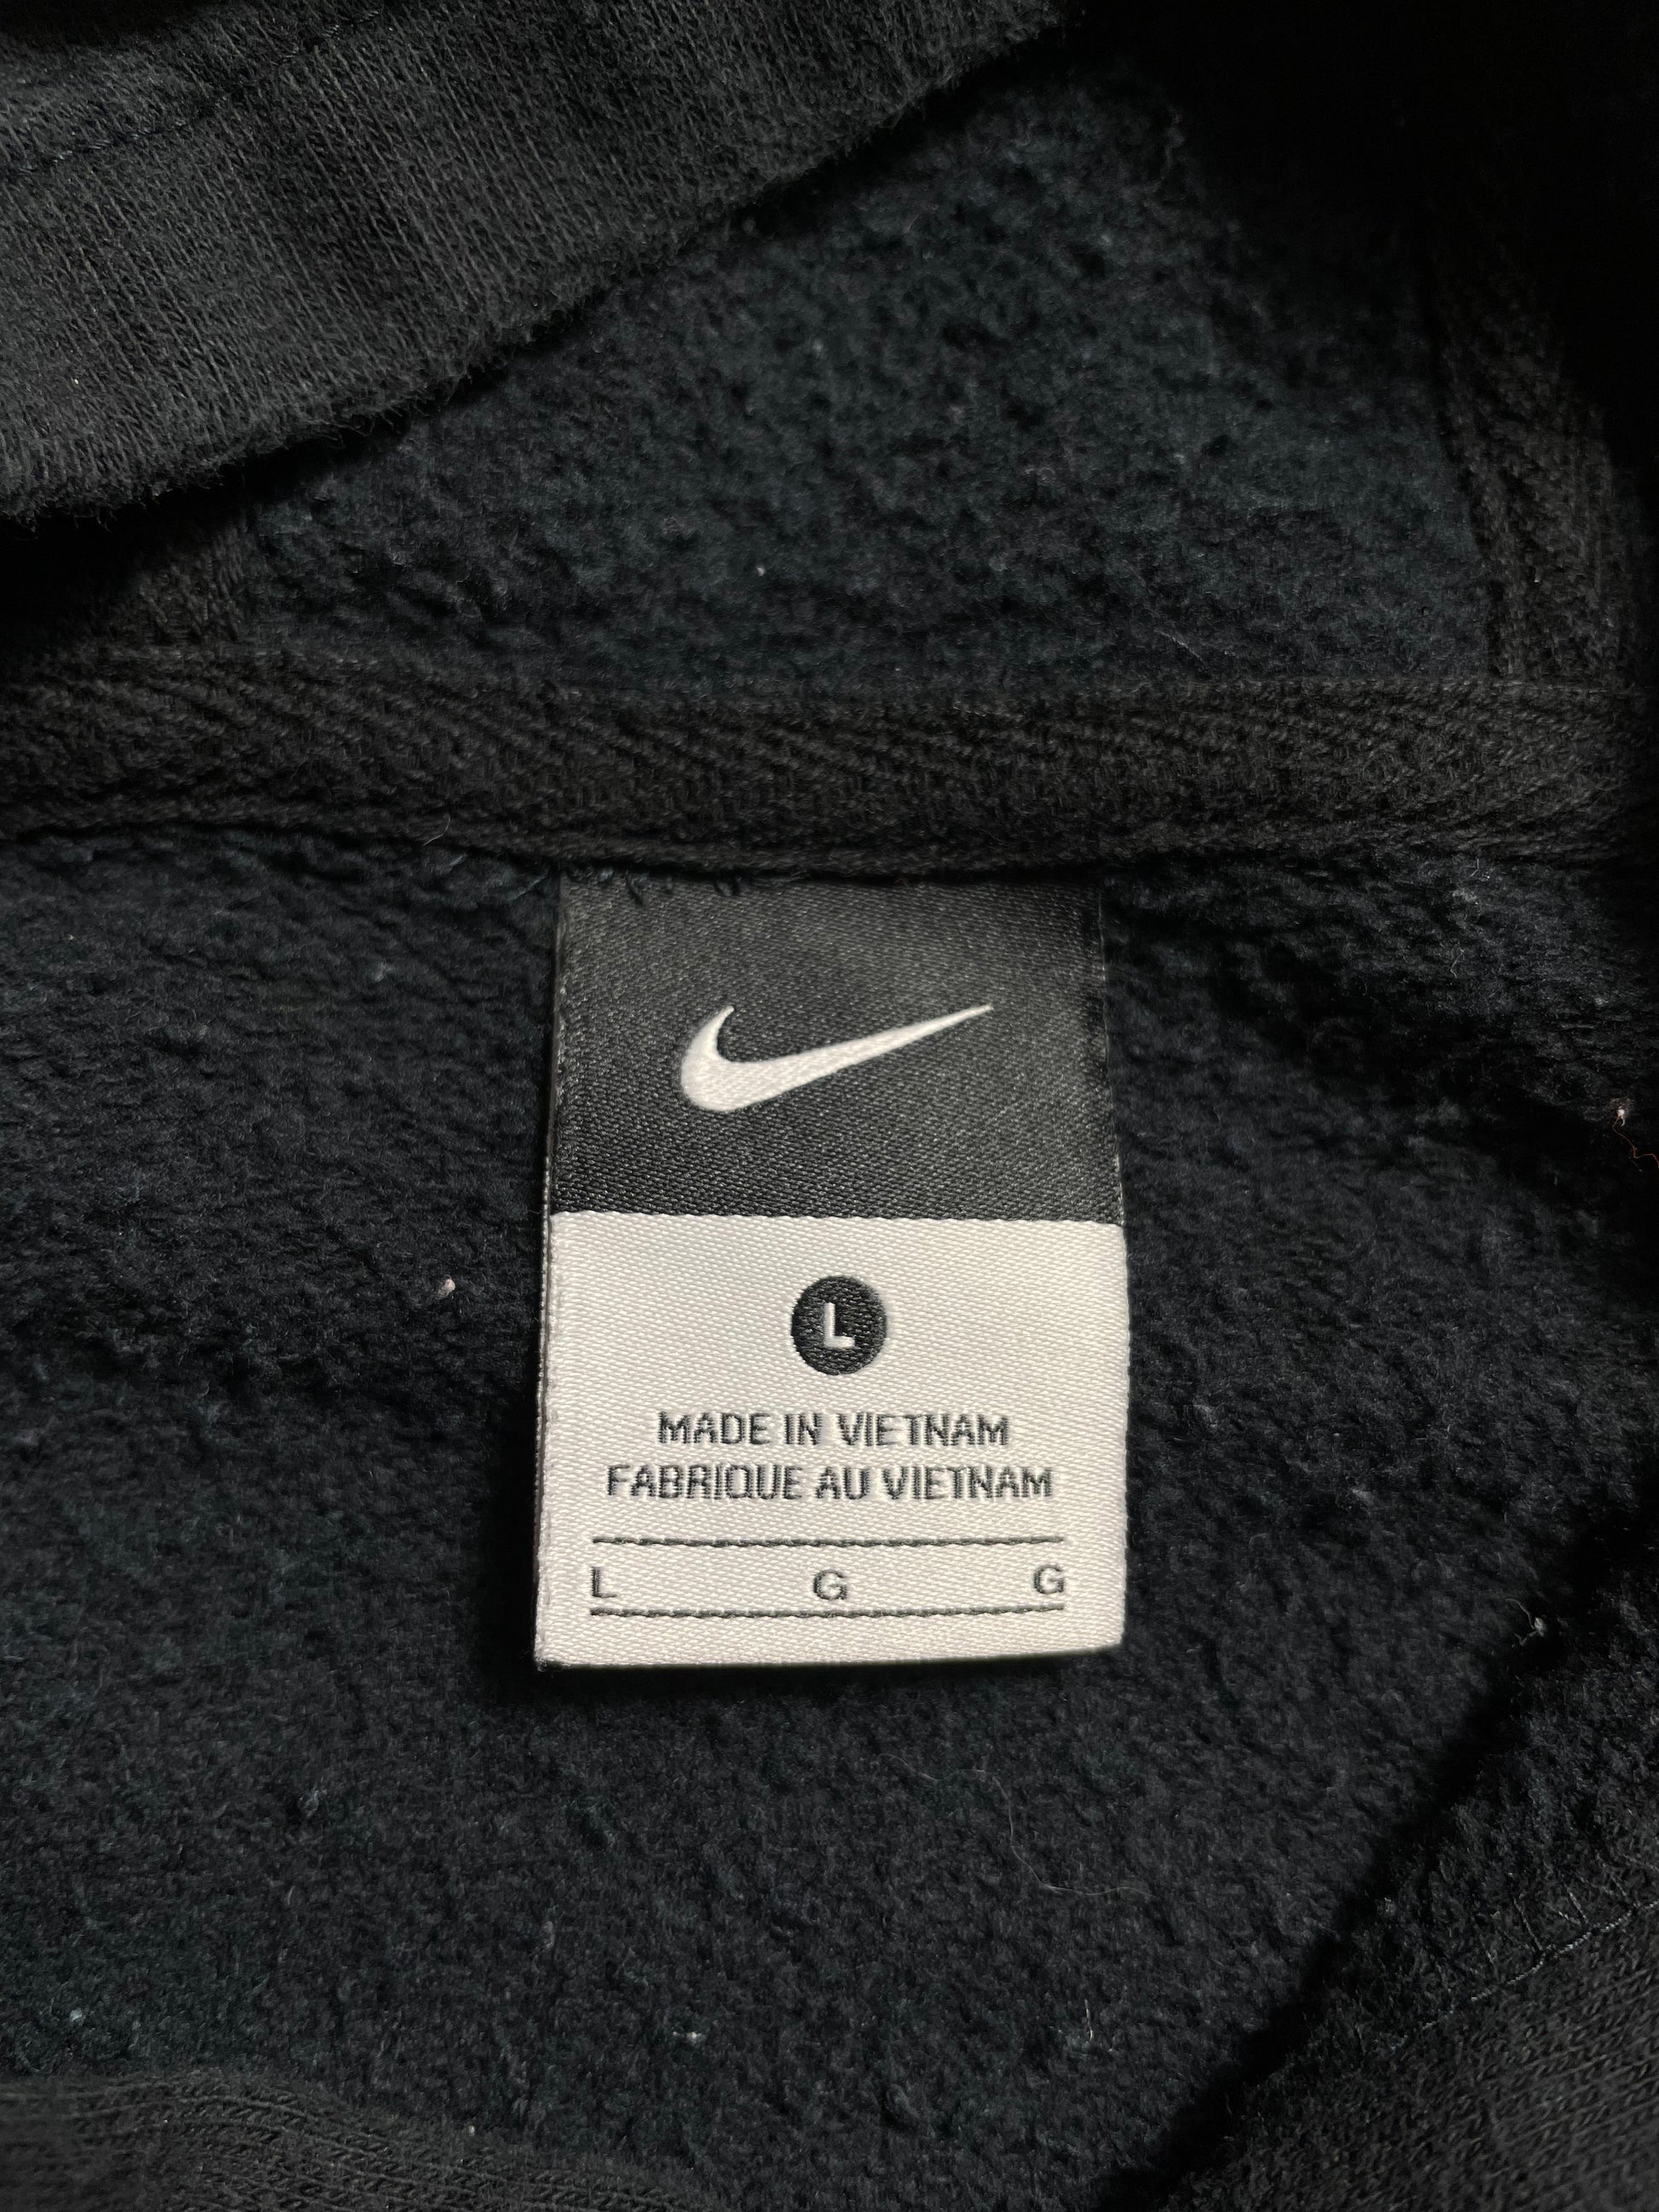 L
MADE IN VIETNAM
FABRIQUE AU VIETNAM
L G G